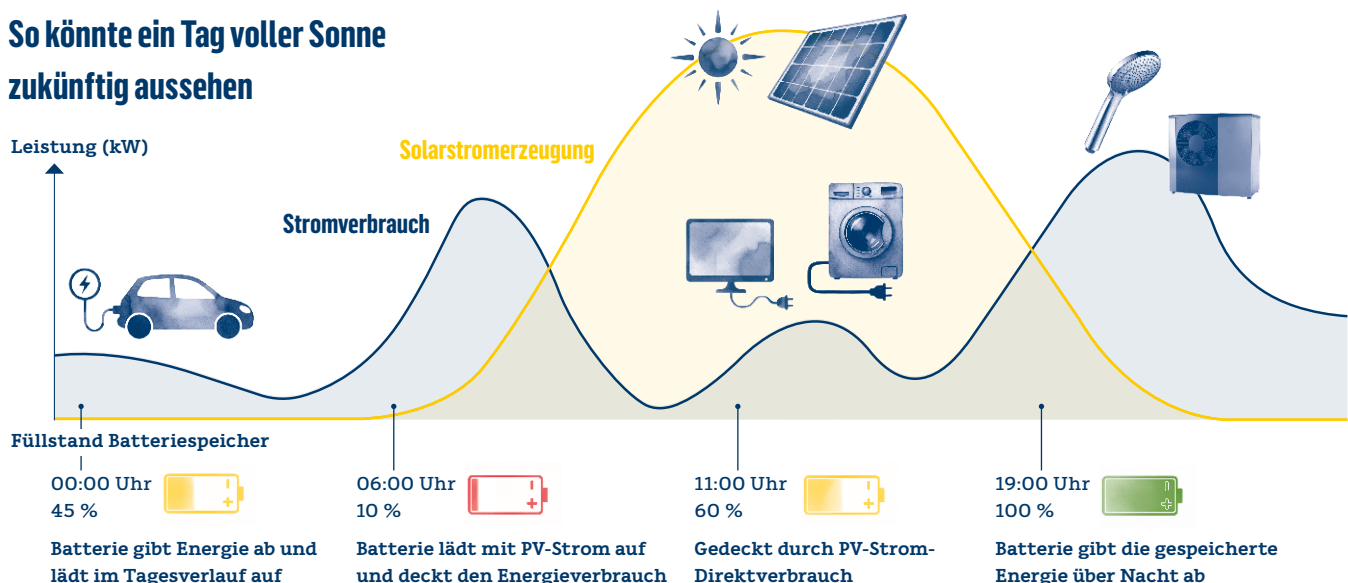 So könnte ein Tag voller Sonne
zukünftig aussehen
Leistung (kW)
Solarstromerzeugung
Stromverbrauch
Füllstand Batteriespeicher
00:00 Uhr
45 %
Batterie gibt Energie ab und
lädt im Tagesverlauf auf
06:00 Uhr
10 %
Batterie lädt mit PV-Strom auf
und deckt den Energieverbrauch
11:00 Uhr
60 %
Gedeckt durch PV-Strom-
Direktverbrauch
19:00 Uhr
100 %
Batterie gibt die gespeicherte
Energie über Nacht ab